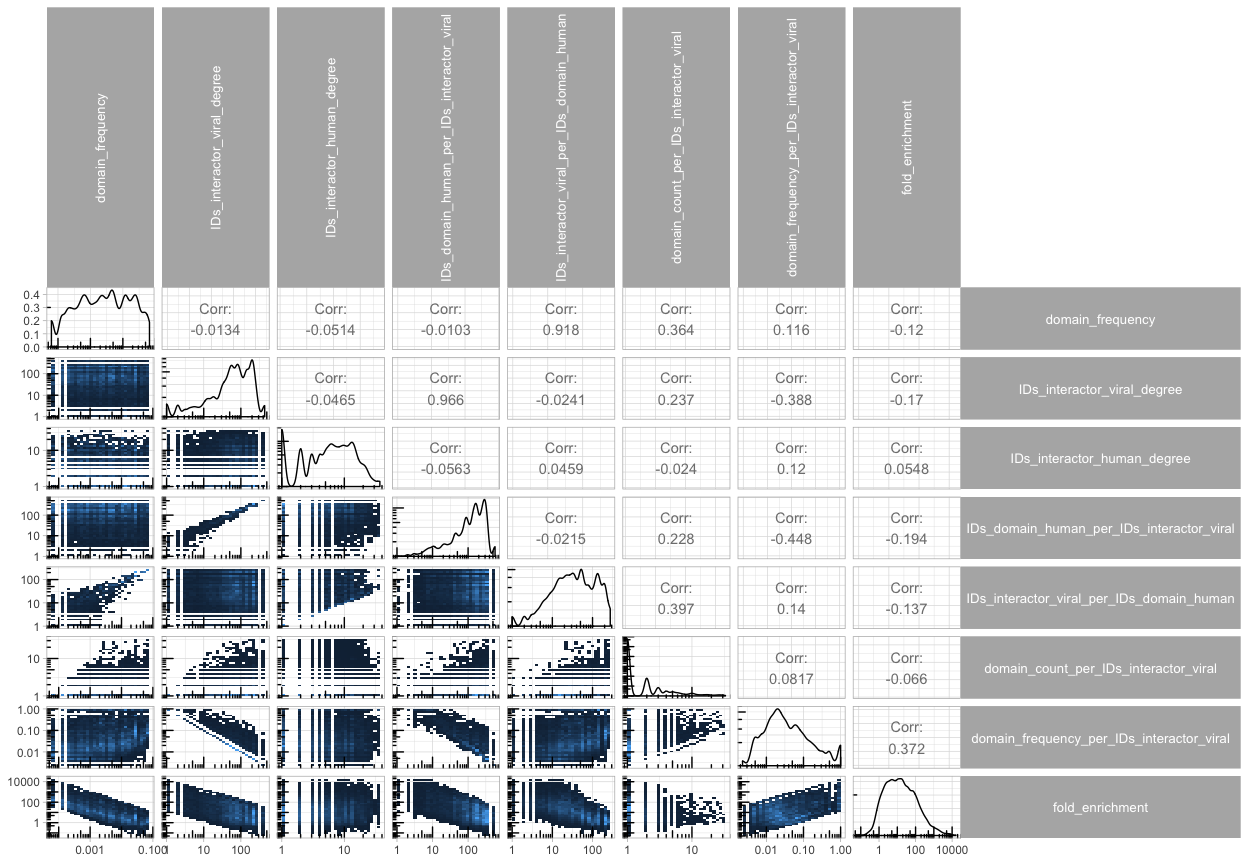 domain_frequency
IDs_interactor_viral_degree
IDs_interactor_human_degree
IDs_domain_human_per_IDs_interactor_viral
IDs_interactor_viral_per_IDs_domain_human
domain_count_per_IDs_interactor_viral
domain_frequency_per_IDs_interactor_viral
fold_enrichment
0.4
0.3
0.2
0.1
0.0
Corr:
-0.0134
Corr:
-0.0514
Corr:
-0.0103
Corr:
0.918
Corr:
0.364
Corr:
0.116
Corr:
-0.12
domain_frequency
100
10
1
Corr:
-0.0465
Corr:
0.966
Corr:
-0.0241
Corr:
0.237
Corr:
-0.388
Corr:
-0.17
IDs_interactor_viral_degree
10
1
Corr:
-0.0563
Corr:
0.0459
Corr:
-0.024
Corr:
0.12
Corr:
0.0548
IDs_interactor_human_degree
100
10
1
Corr:
-0.0215
Corr:
0.228
Corr:
-0.448
Corr:
-0.194
IDs_domain_human_per_IDs_interactor_viral
100
10
1
Corr:
0.397
Corr:
0.14
Corr:
-0.137
IDs_interactor_viral_per_IDs_domain_human
10
1
Corr:
0.0817
Corr:
-0.066
domain_count_per_IDs_interactor_viral
1.00
0.10
0.01
Corr:
0.372
domain_frequency_per_IDs_interactor_viral
10000
100
1
fold_enrichment
0.001 0.100
10 100
1 10
1 10 100
1 10 100
1 10
0.01 0.10 1.00
1 100 10000